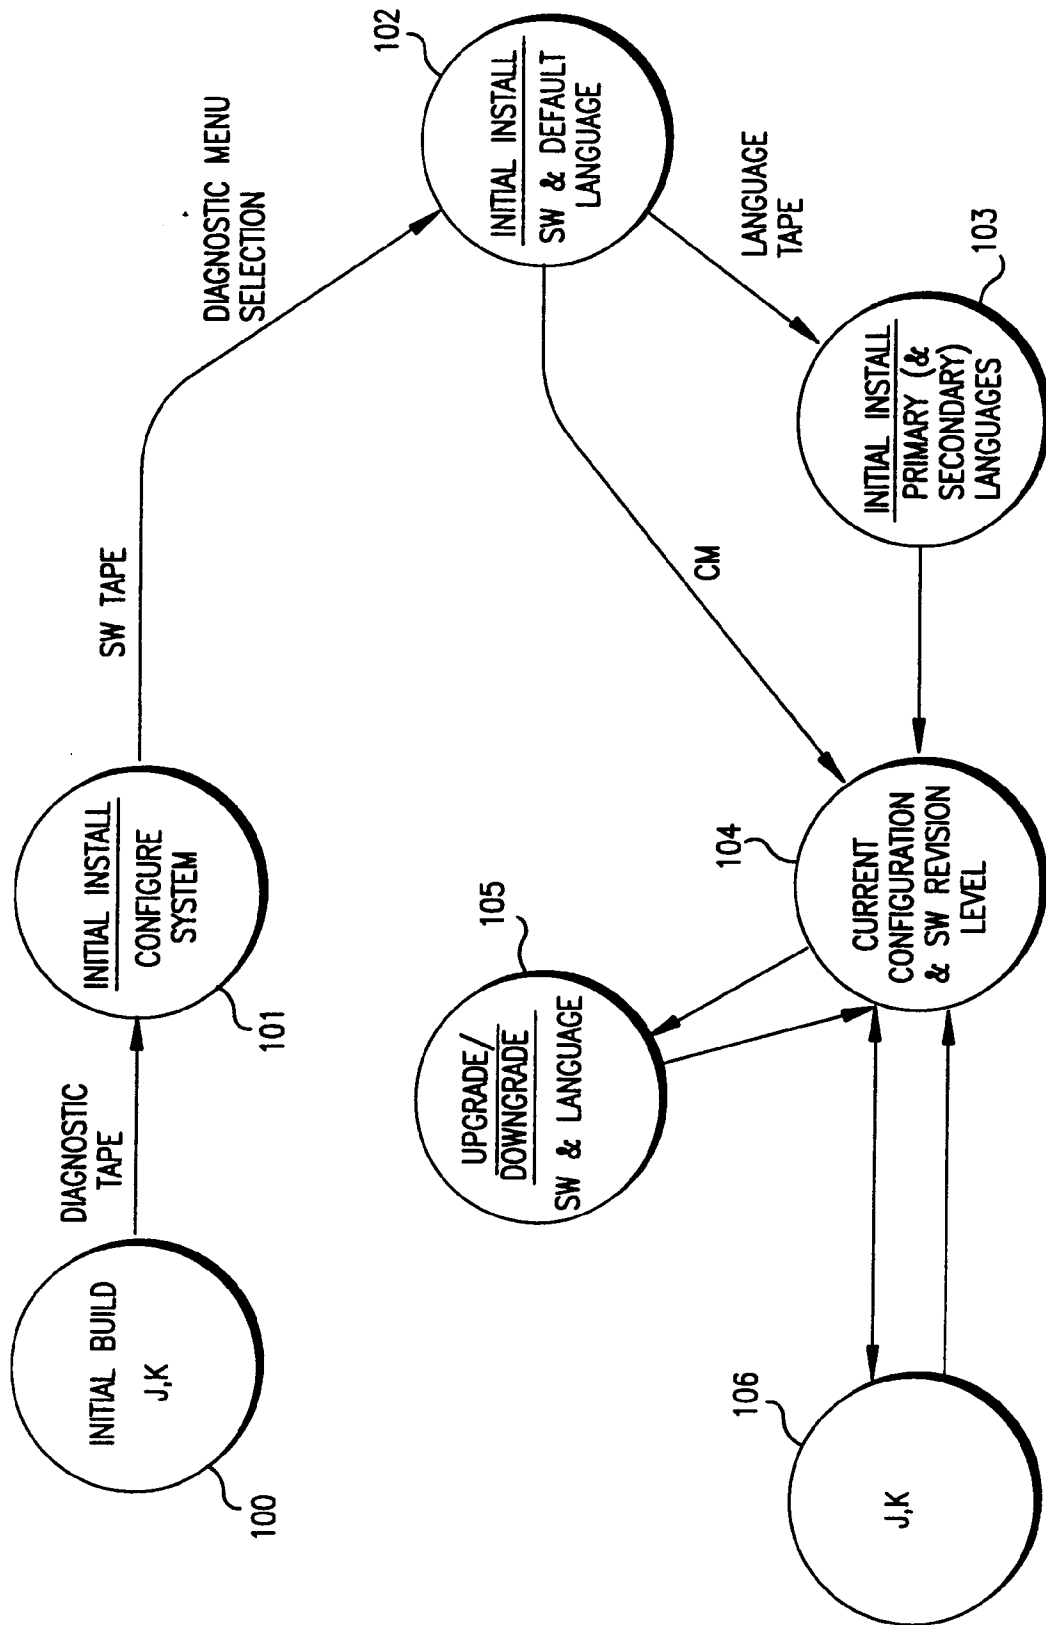 INITIAL BUILD
J,K
100
DIAGNOSTIC
TAPE
INITIAL INSTALL
CONFIGURE
SYSTEM
101
SW TAPE
DIAGNOSTIC MENU
SELECTION
102
INITIAL INSTALL
SW & DEFAULT
LANGUAGE
LANGUAGE
TAPE
CM
103
INITIAL INSTALL
PRIMARY (&
SECONDARY)
LANGUAGES
104
CURRENT
CONFIGURATION
& SW REVISION
LEVEL
105
UPGRADE/
DOWNGRADE
SW & LANGUAGE
106
J,K